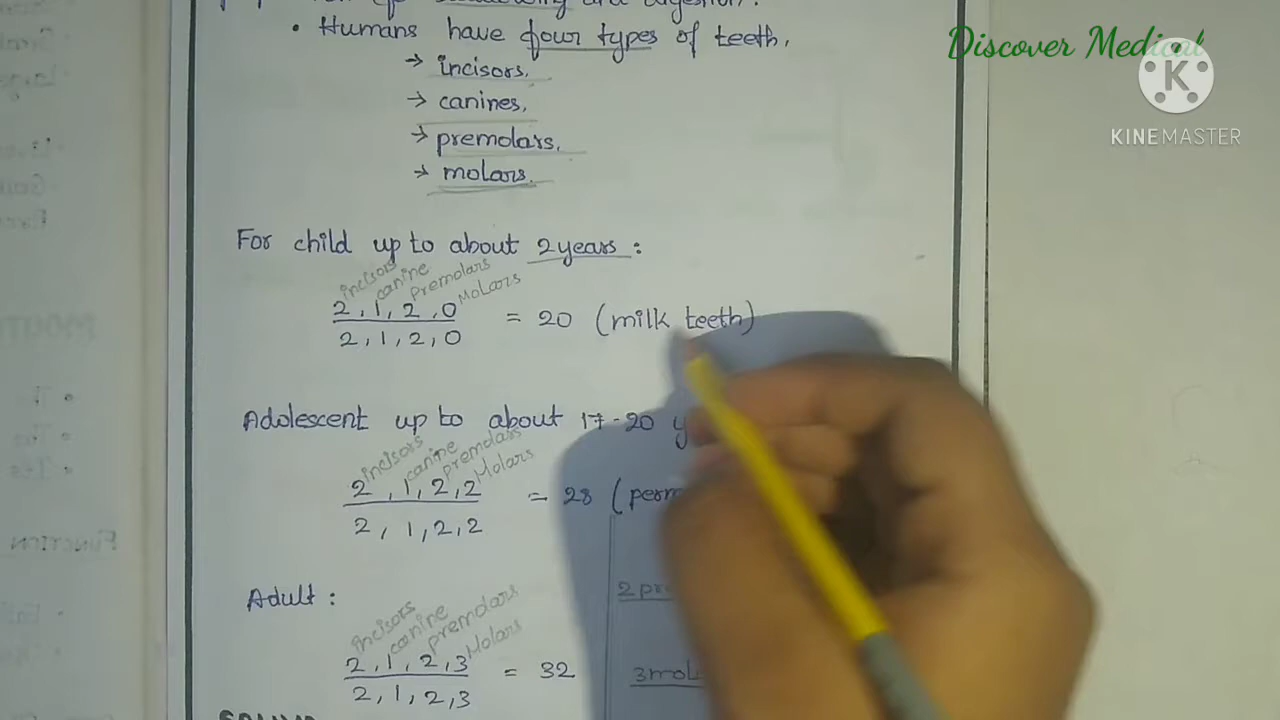 swallowing and digestion.
• Humans have four types of teeth.
→ incisors.
→ canines.
→ premolars.
→ molars.
Discover Medical
K
KINEMASTER
For child up to about 2 years :
incisors canine Premolars Molars
2, 1, 2, 0
2, 1, 2, 0
= 20 (milk teeth)
Adolescent up to about 17-20
incisors canine premolars Molars
2, 1, 2, 2
2, 1, 2, 2
= 28
Adult :
incisors canine premolars Molars
2, 1, 2, 3
2, 1, 2, 3
= 32